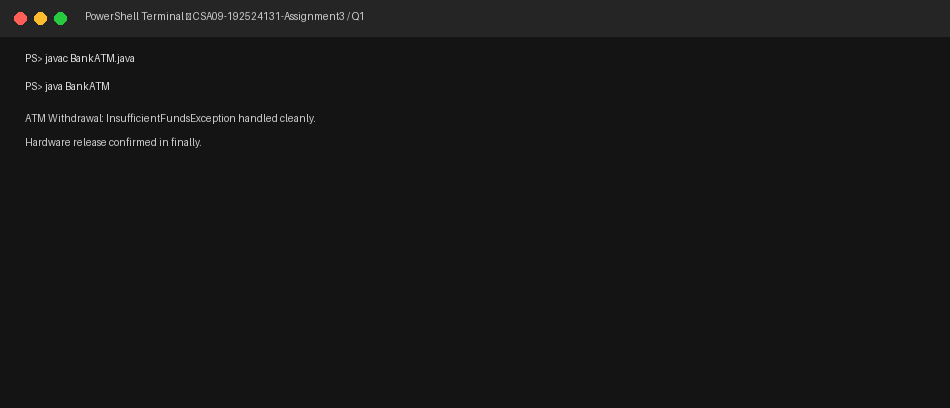 PowerShell Terminal CSA09-192524131-Assignment3 / Q1
PS> javac BankATM.java
PS> java BankATM
ATM Withdrawal: InsufficientFundsException handled cleanly.
Hardware release confirmed in finally.